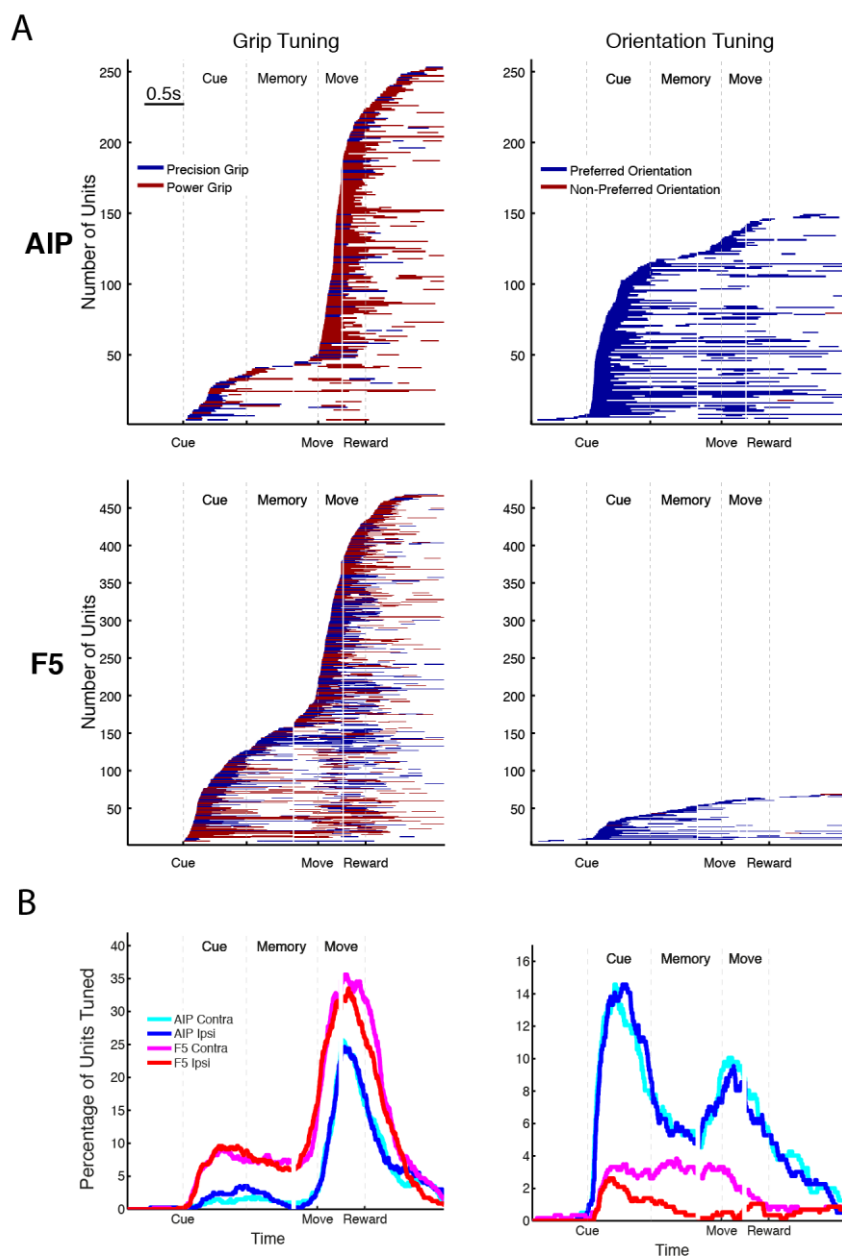 A
Grip Tuning
Orientation Tuning
AIP
Number of Units
250
200
150
100
50
0.5s
Cue Memory Move
Precision Grip
Power Grip
Cue Move Reward
250
200
150
100
50
Cue Memory Move
Preferred Orientation
Non-Preferred Orientation
Cue Move Reward
F5
Number of Units
450
400
350
300
250
200
150
100
50
Cue Memory Move
Cue Move Reward
450
400
350
300
250
200
150
100
50
Cue Memory Move
Cue Move Reward
B
Percentage of Units Tuned
40
35
30
25
20
15
10
5
0
Cue Memory Move
AIP Contra
AIP Ipsi
F5 Contra
F5 Ipsi
Cue Move Reward
Time
16
14
12
10
8
6
4
2
0
Cue Memory Move
Cue Move Reward
Time